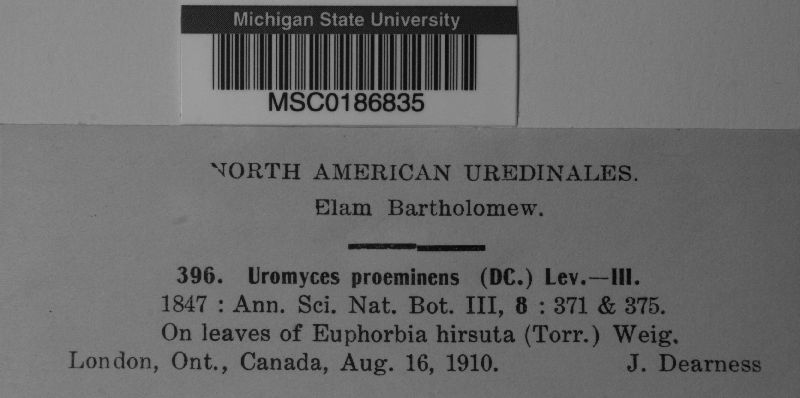 Michigan State University
MSC0186835
NORTH AMERICAN UREDINALES.
Elam Bartholomew.
396. Uromyces proeminens (DC.) Lev.—III.
1847 : Ann. Sci. Nat. Bot. III, 8 : 371 & 375.
On leaves of Euphorbia hirsuta (Torr.) Weig.
London, Ont., Canada, Aug. 16, 1910. J. Dearness